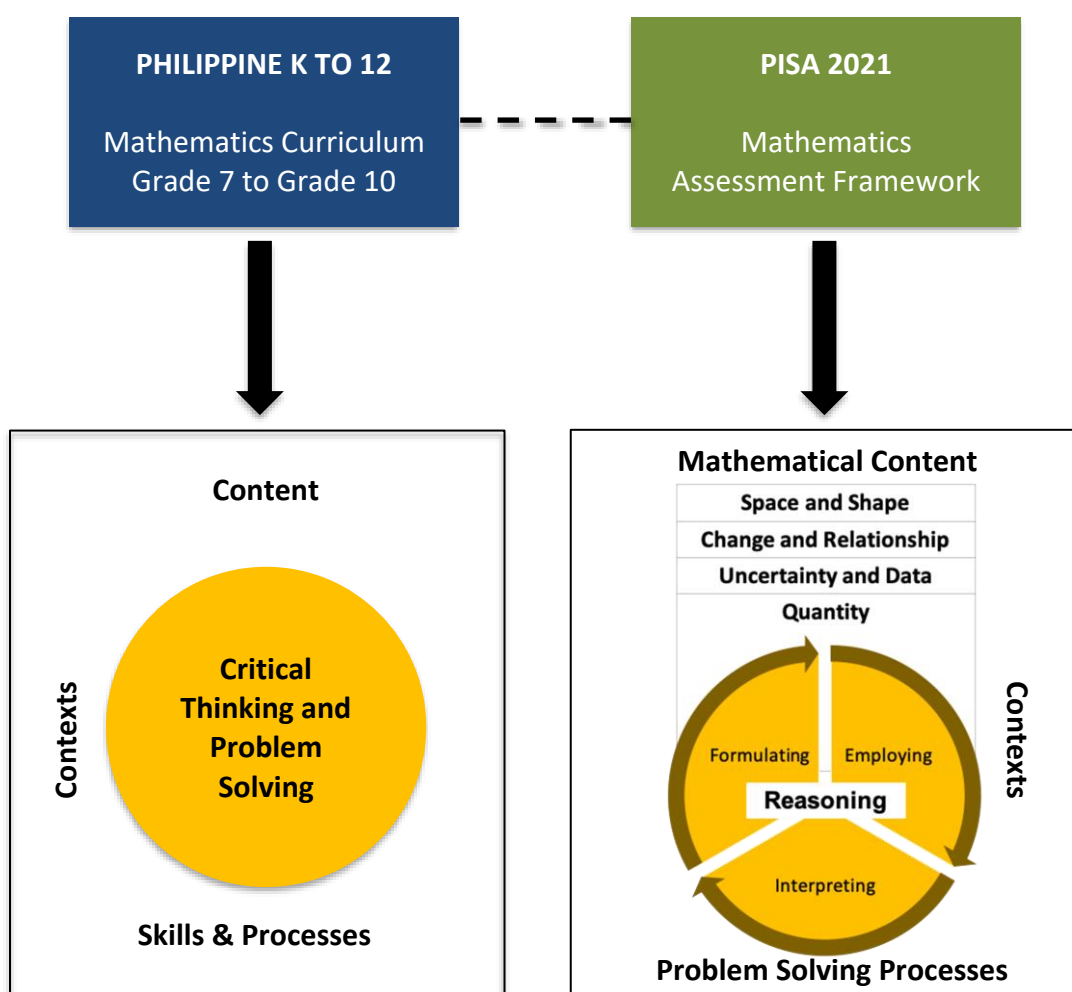 PHILIPPINE K TO 12
Mathematics Curriculum
Grade 7 to Grade 10
PISA 2021
Mathematics
Assessment Framework
Content
Contexts
Critical
Thinking and
Problem
Solving
Skills & Processes
Mathematical Content
Space and Shape
Change and Relationship
Uncertainty and Data
Quantity
Formulating
Employing
Reasoning
Interpreting
Contexts
Problem Solving Processes